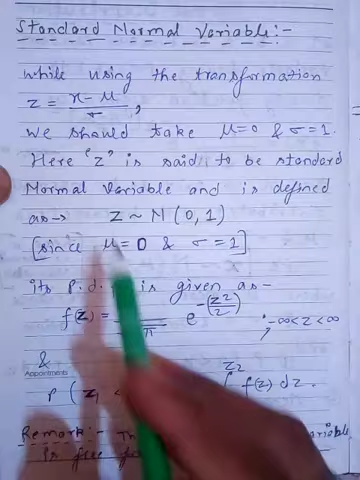 Standard Normal Variable:-
while using the transformation
z = x-μ/σ,
we should take μ=0 & σ=1.
Here 'z' is said to be standard
Normal Variable and is defined
as→ Z ~ N(0,1)
[since μ=0 & σ=1]
its p.d. is given as-
f(z) = π e^-(z²/2) ; -∞<z<∞
&
Appointments
P(z₁ < z₂ f(z) dz.
Remark:-
is free